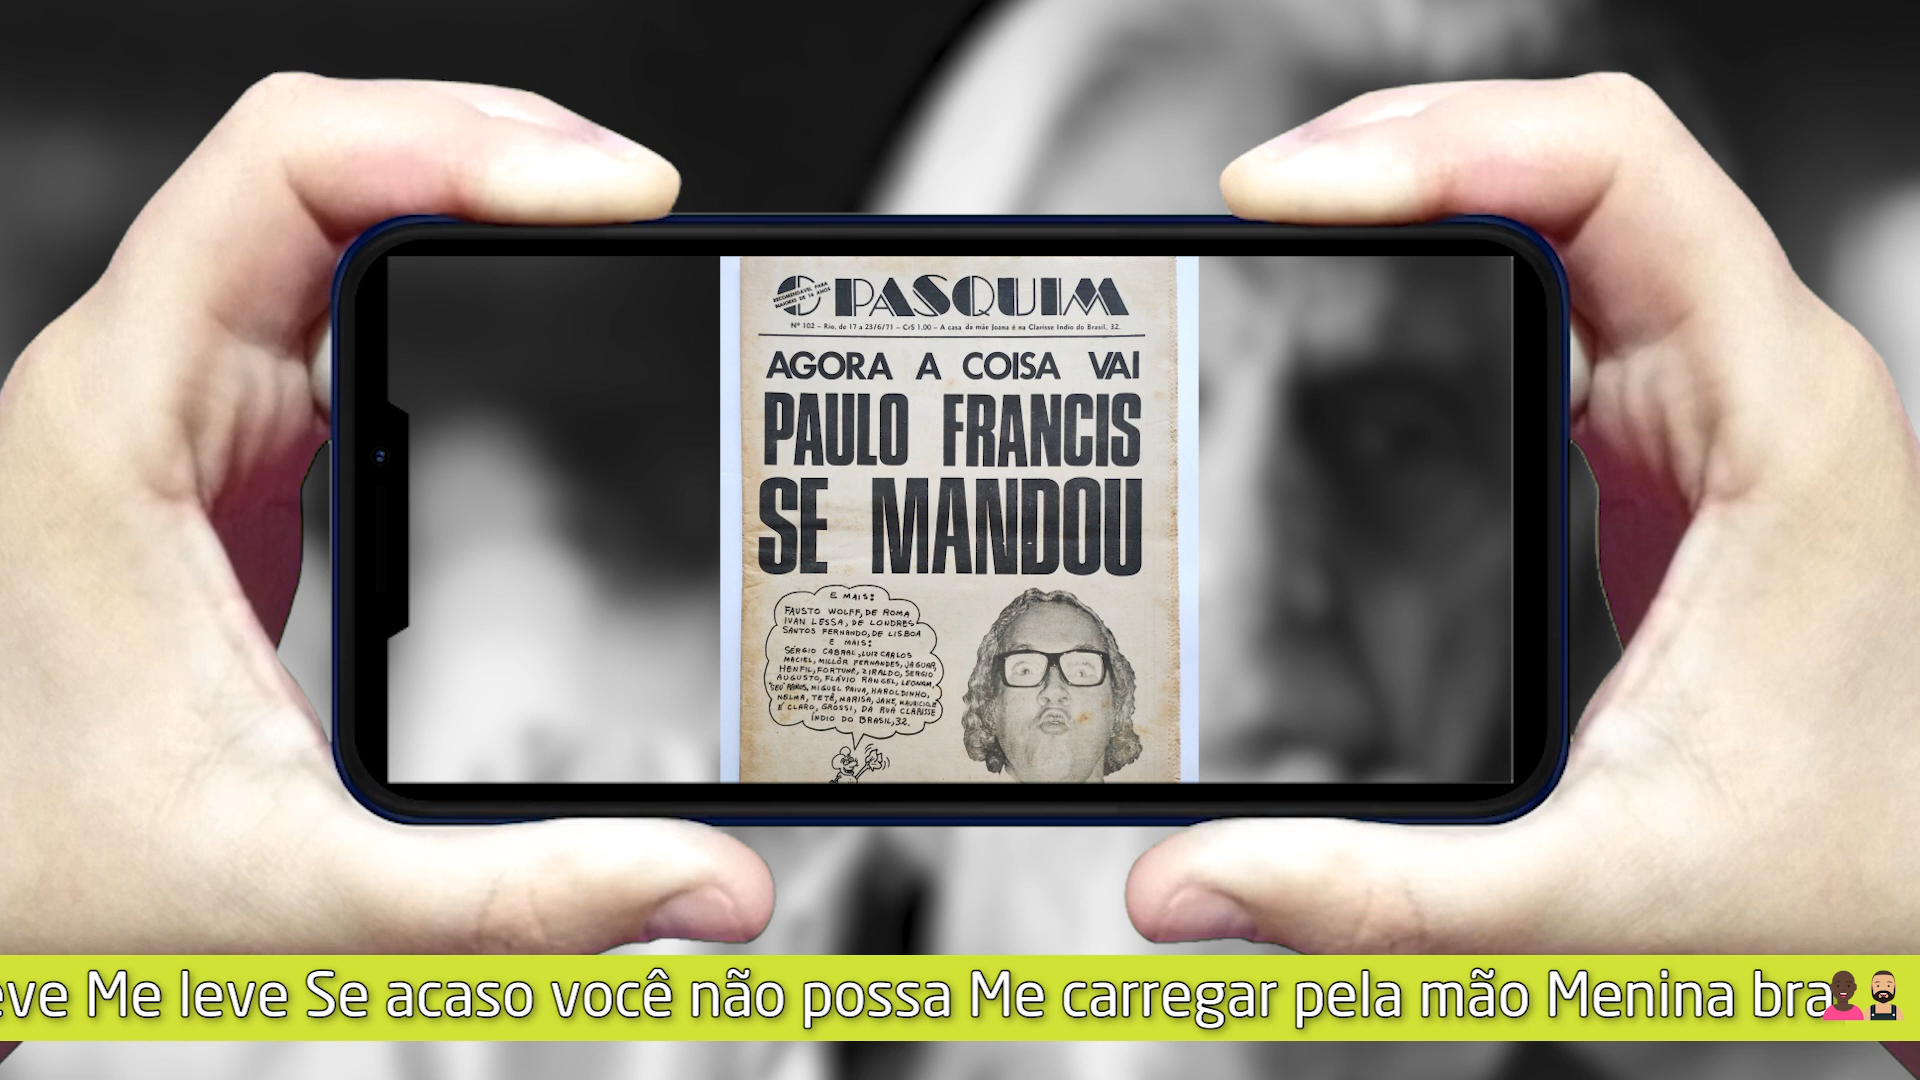 O PASQUIM
RECOMENDÁVEL PARA
MAIORES DE 16 ANOS
Nº 102 – Rio, de 17 a 23/6/71 – Cr$ 1,00 – A casa da mãe Joana é na Clarisse Indio do Brasil, 32.
AGORA A COISA VAI
PAULO FRANCIS
SE MANDOU
E MAIS:
FAUSTO WOLFF, DE ROMA
IVAN LESSA, DE LONDRES
SANTOS FERNANDO, DE LISBOA
E MAIS:
SÉRGIO CABRAL, LUIZ CARLOS
MACIEL, MILLÔR FERNANDES, JAGUAR,
HENFIL, FORTUNA, ZIRALDO, SERGIO
AUGUSTO, FLÁVIO RANGEL, LEONAM,
"SEU" RAMOS, MIGUEL PAIVA, HAROLDINHO,
NELMA, TETÊ, MARISA, JANE, MAURICIO E
É CLARO, GROSSI, DA RUA CLARISSE
ÍNDIO DO BRASIL, 32.
eve Me leve Se acaso você não possa Me carregar pela mão Menina bra